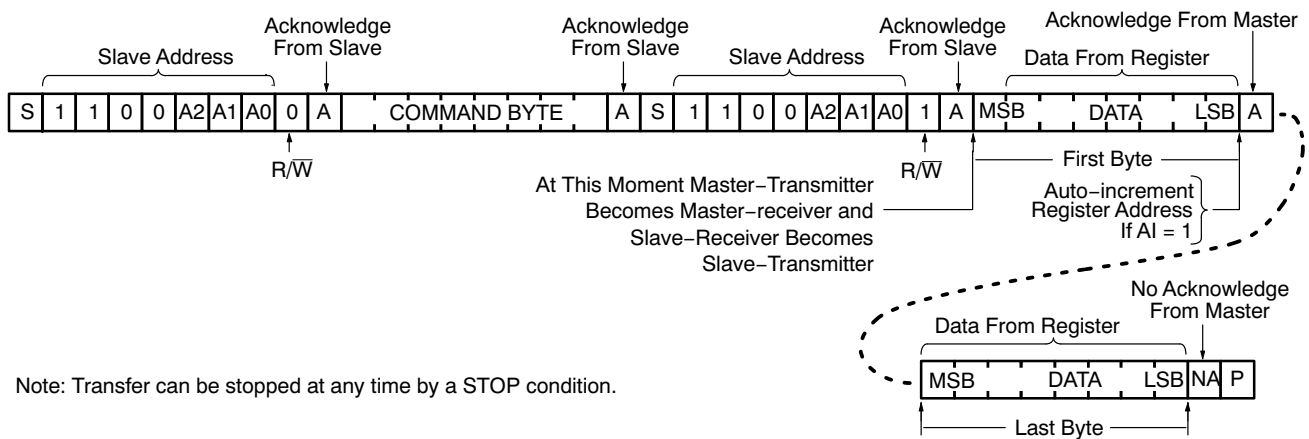 Acknowledge From Slave
Acknowledge From Slave
Acknowledge From Slave
Acknowledge From Master
Slave Address
Slave Address
Data From Register
S 1 1 0 0 A2 A1 A0 0 A COMMAND BYTE A S 1 1 0 0 A2 A1 A0 1 A MSB DATA LSB A
R/W̅
R/W̅
First Byte
At This Moment Master−Transmitter
Becomes Master−receiver and
Slave−Receiver Becomes
Slave−Transmitter
Auto−increment
Register Address
If AI = 1
No Acknowledge
From Master
Data From Register
MSB DATA LSB NA P
Last Byte
Note: Transfer can be stopped at any time by a STOP condition.